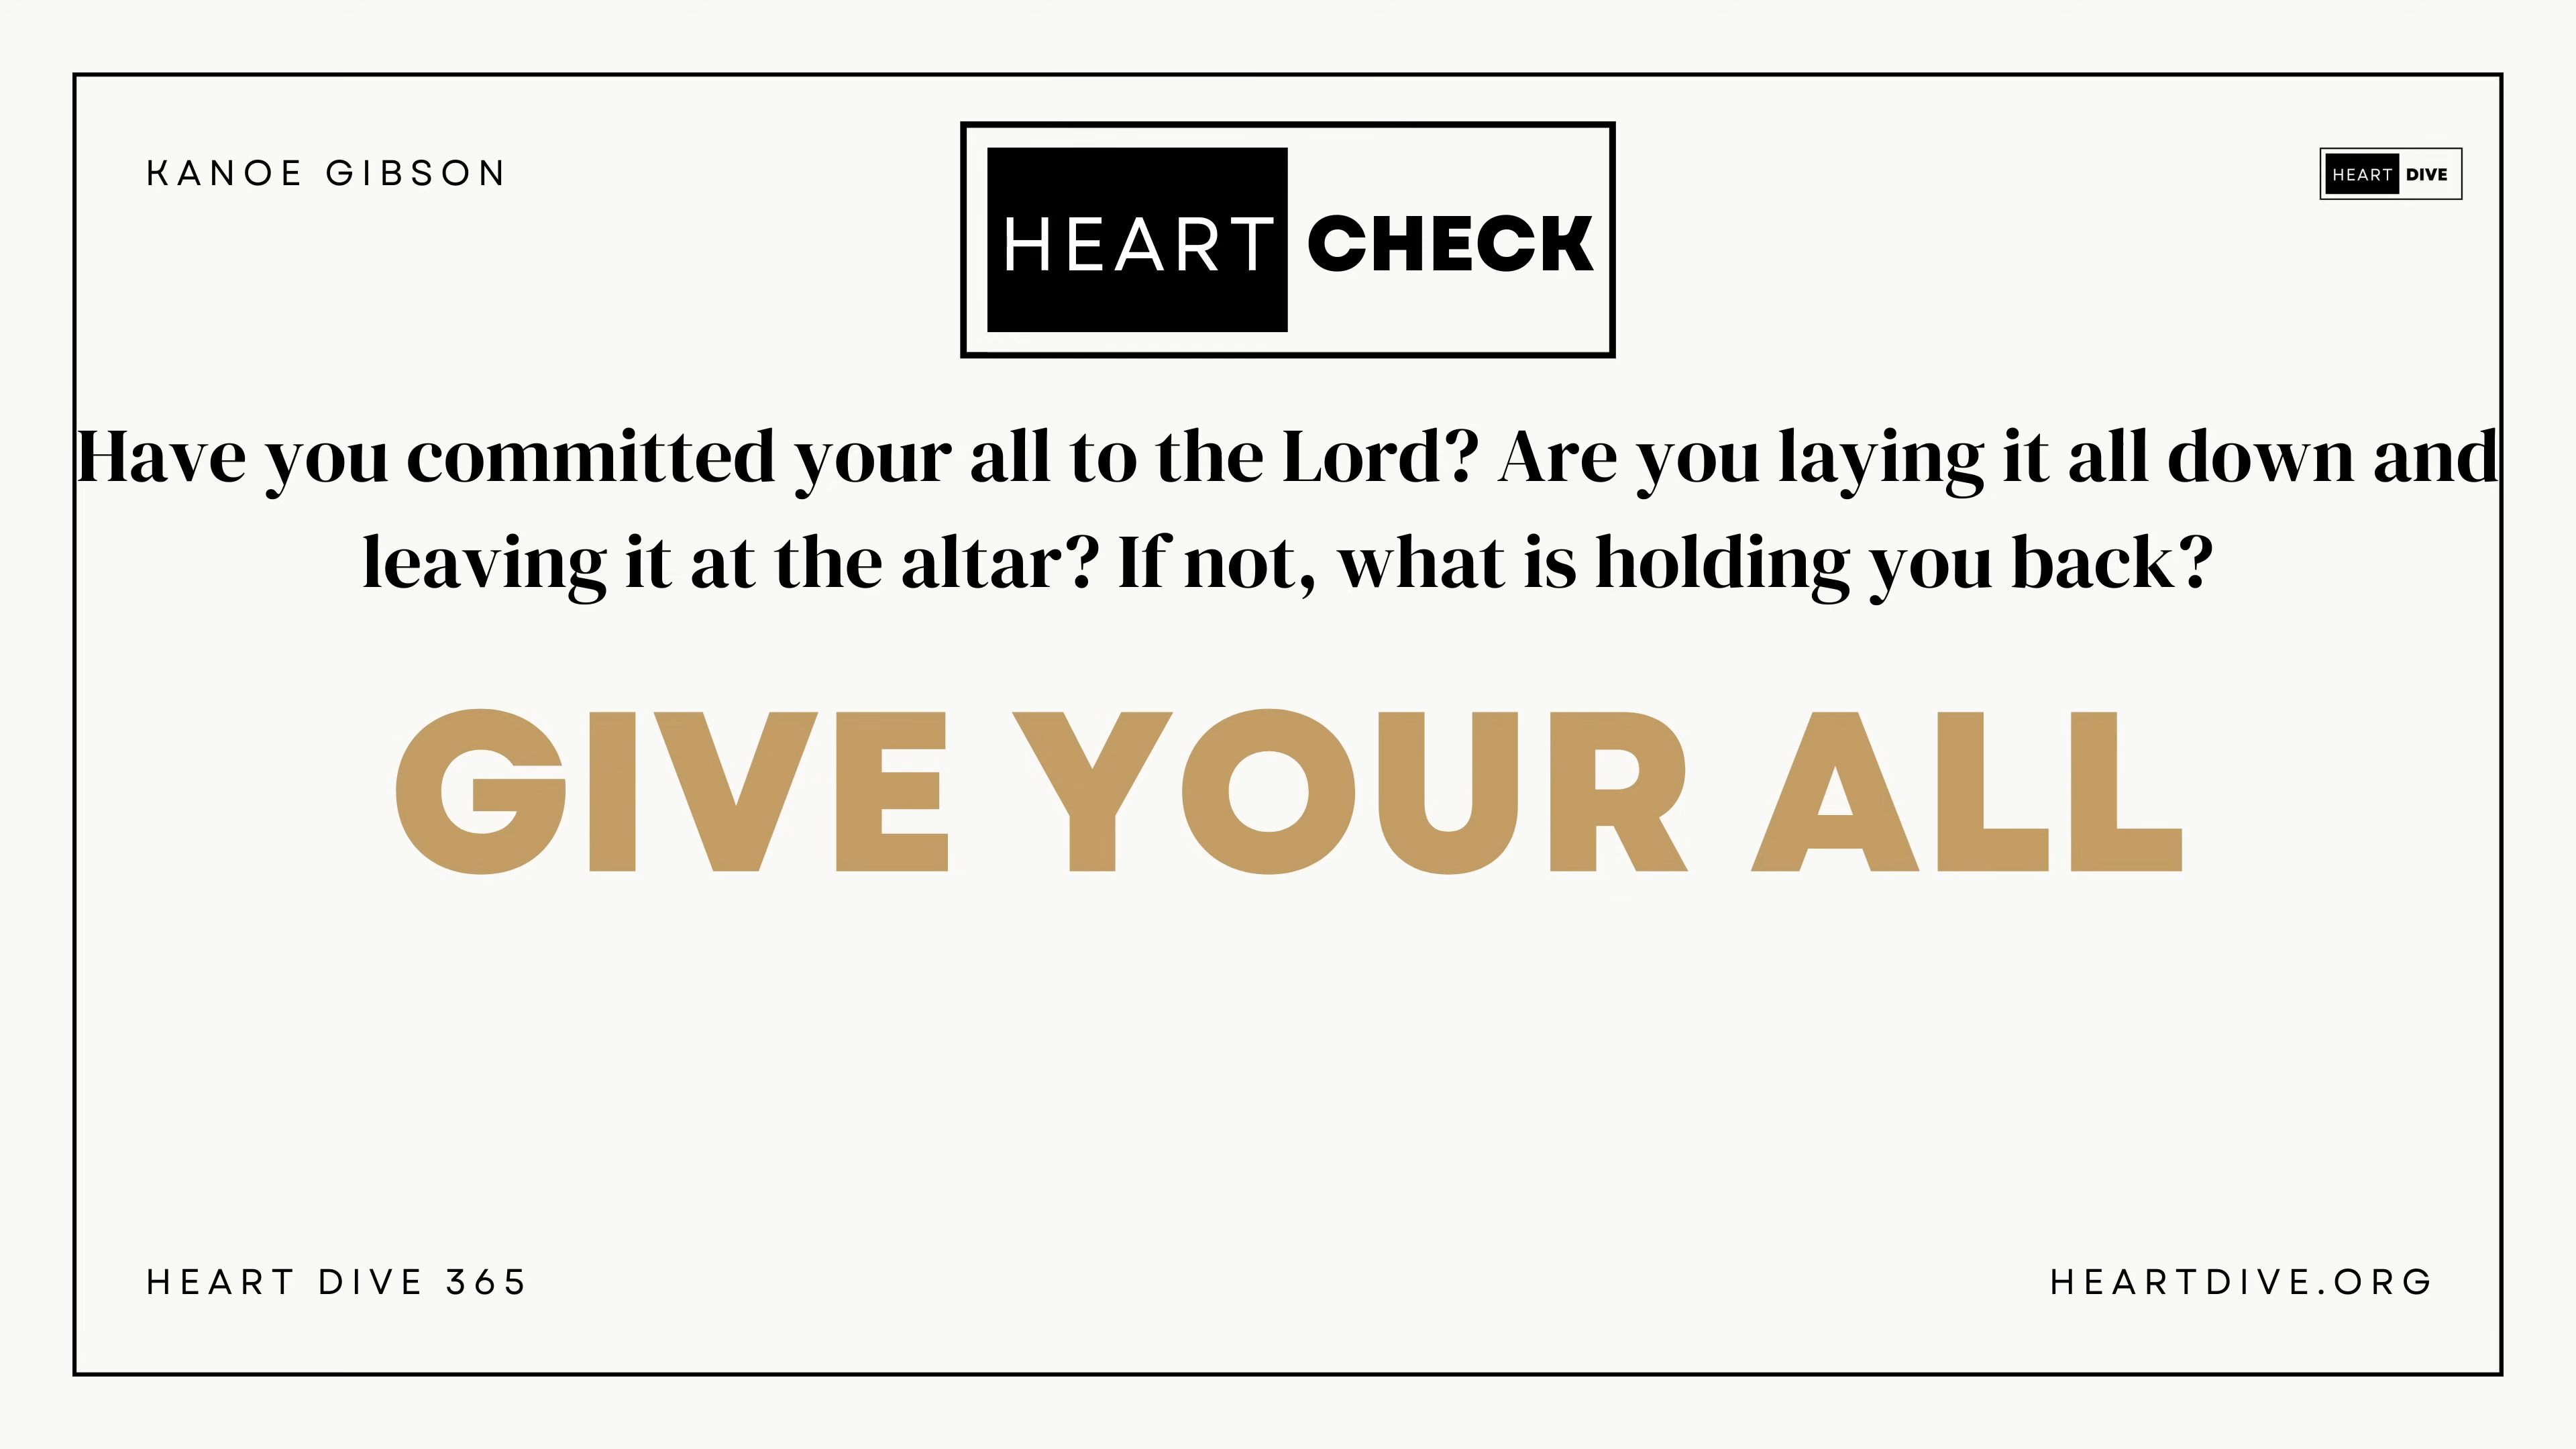 KANOE GIBSON
HEART CHECK
HEART DIVE
Have you committed your all to the Lord? Are you laying it all down and
leaving it at the altar? If not, what is holding you back?
GIVE YOUR ALL
HEART DIVE 365
HEARTDIVE.ORG